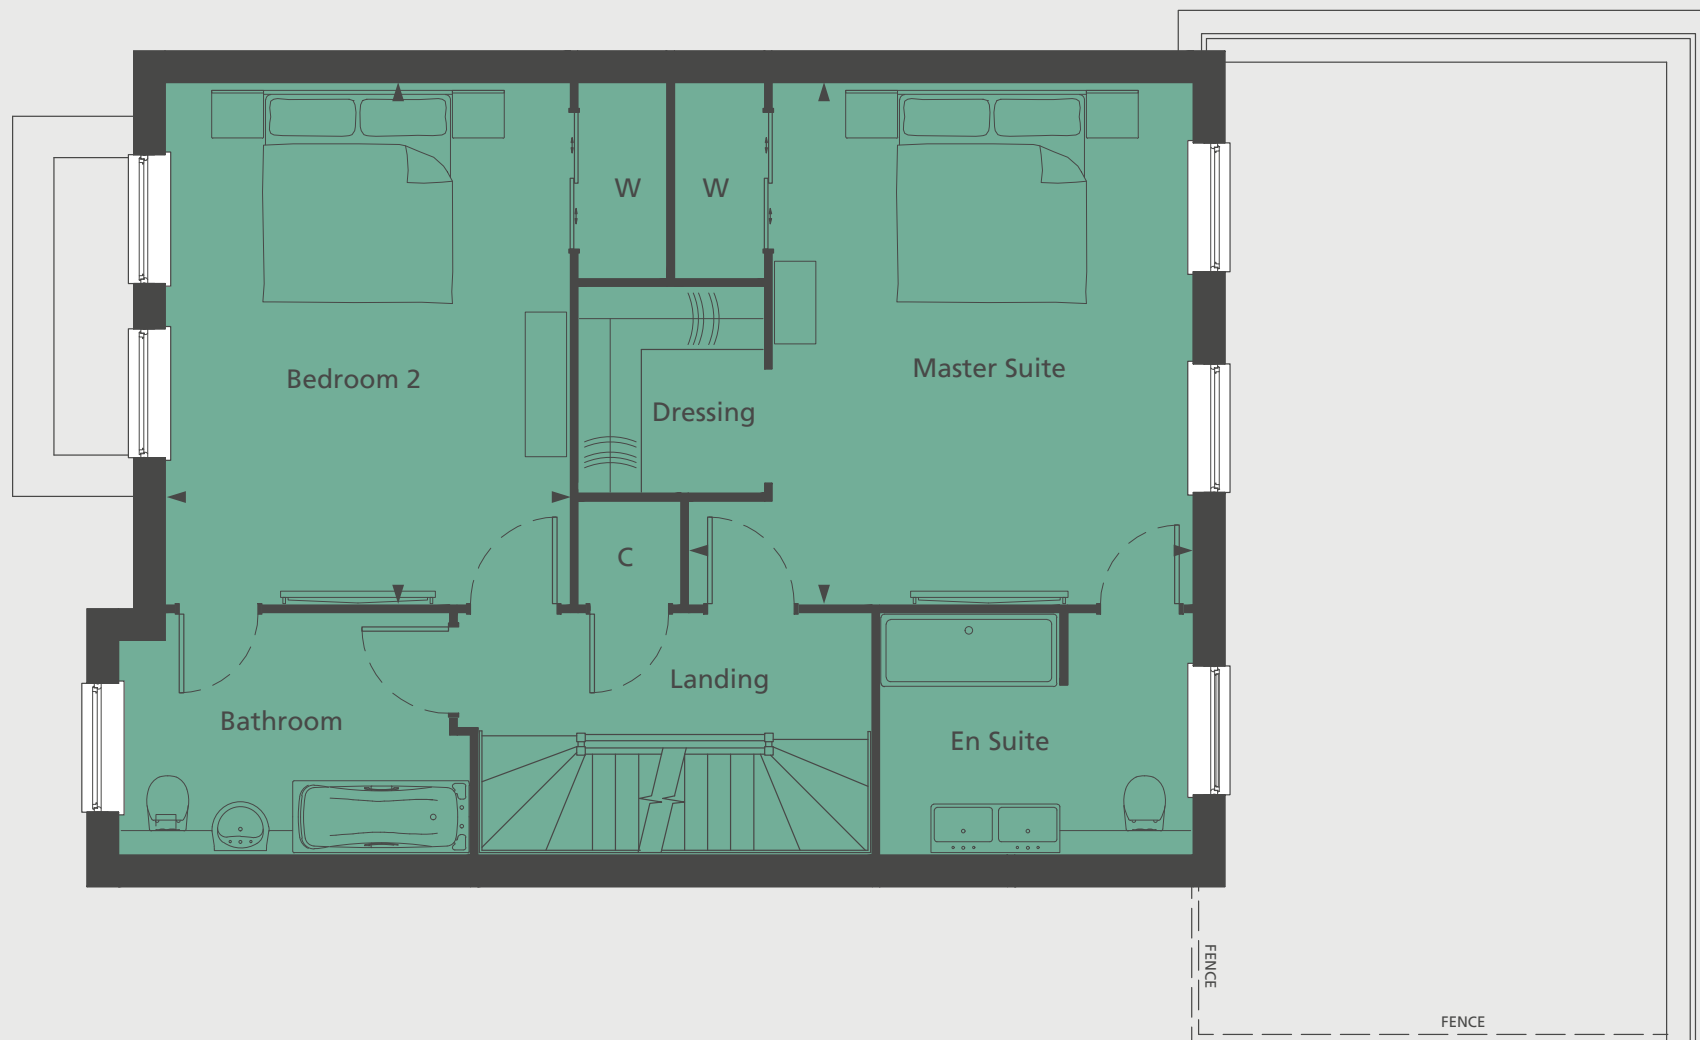 W
W
Bedroom 2
Master Suite
Dressing
C
Landing
Bathroom
En Suite
FENCE
FENCE